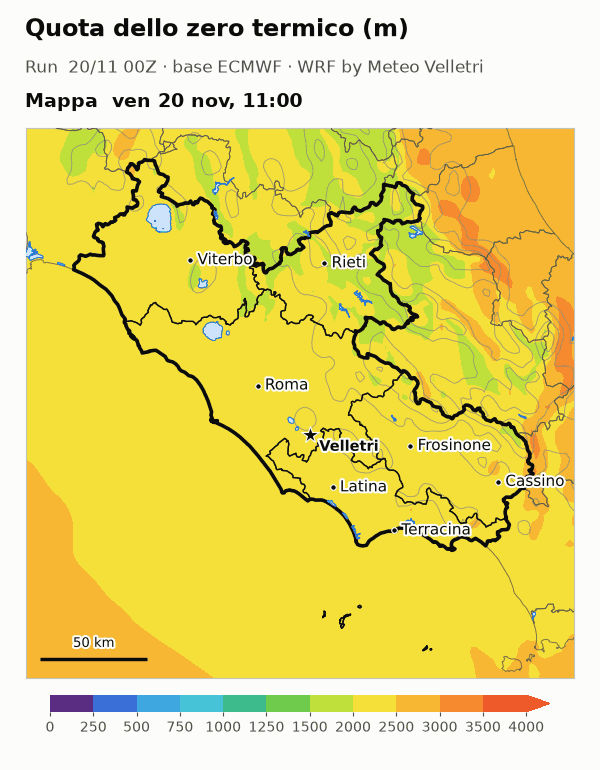 Quota dello zero termico (m)
Run  20/11 00Z · base ECMWF · WRF by Meteo Velletri
Mappa  ven 20 nov, 11:00
Viterbo
Rieti
Roma
Velletri
Frosinone
Cassino
Latina
Terracina
50 km
0 250 500 750 1000 1250 1500 2000 2500 3000 3500 4000